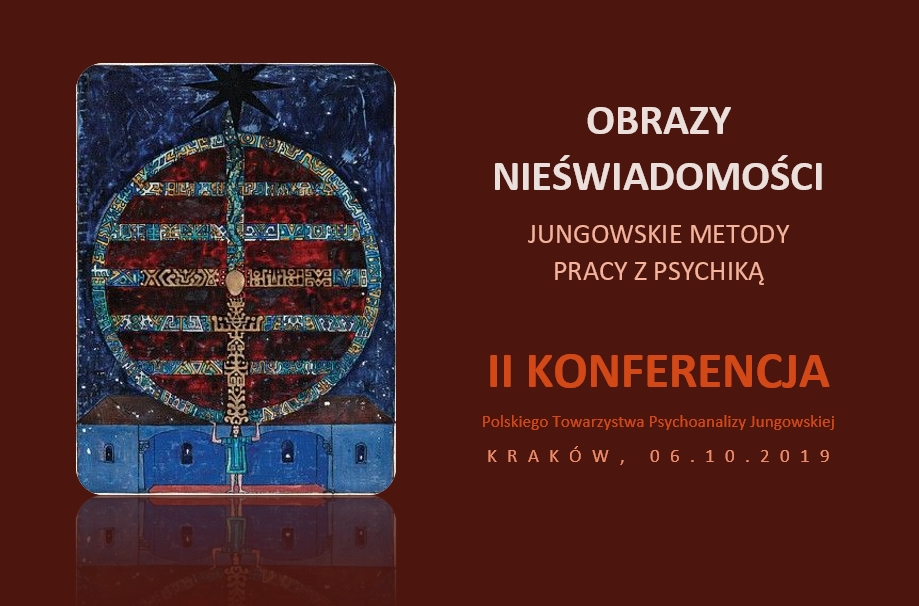 OBRAZY
NIEŚWIADOMOŚCI
JUNGOWSKIE METODY
PRACY Z PSYCHIKĄ
II KONFERENCJA
Polskiego Towarzystwa Psychoanalizy Jungowskiej
KRAKÓW, 06.10.2019